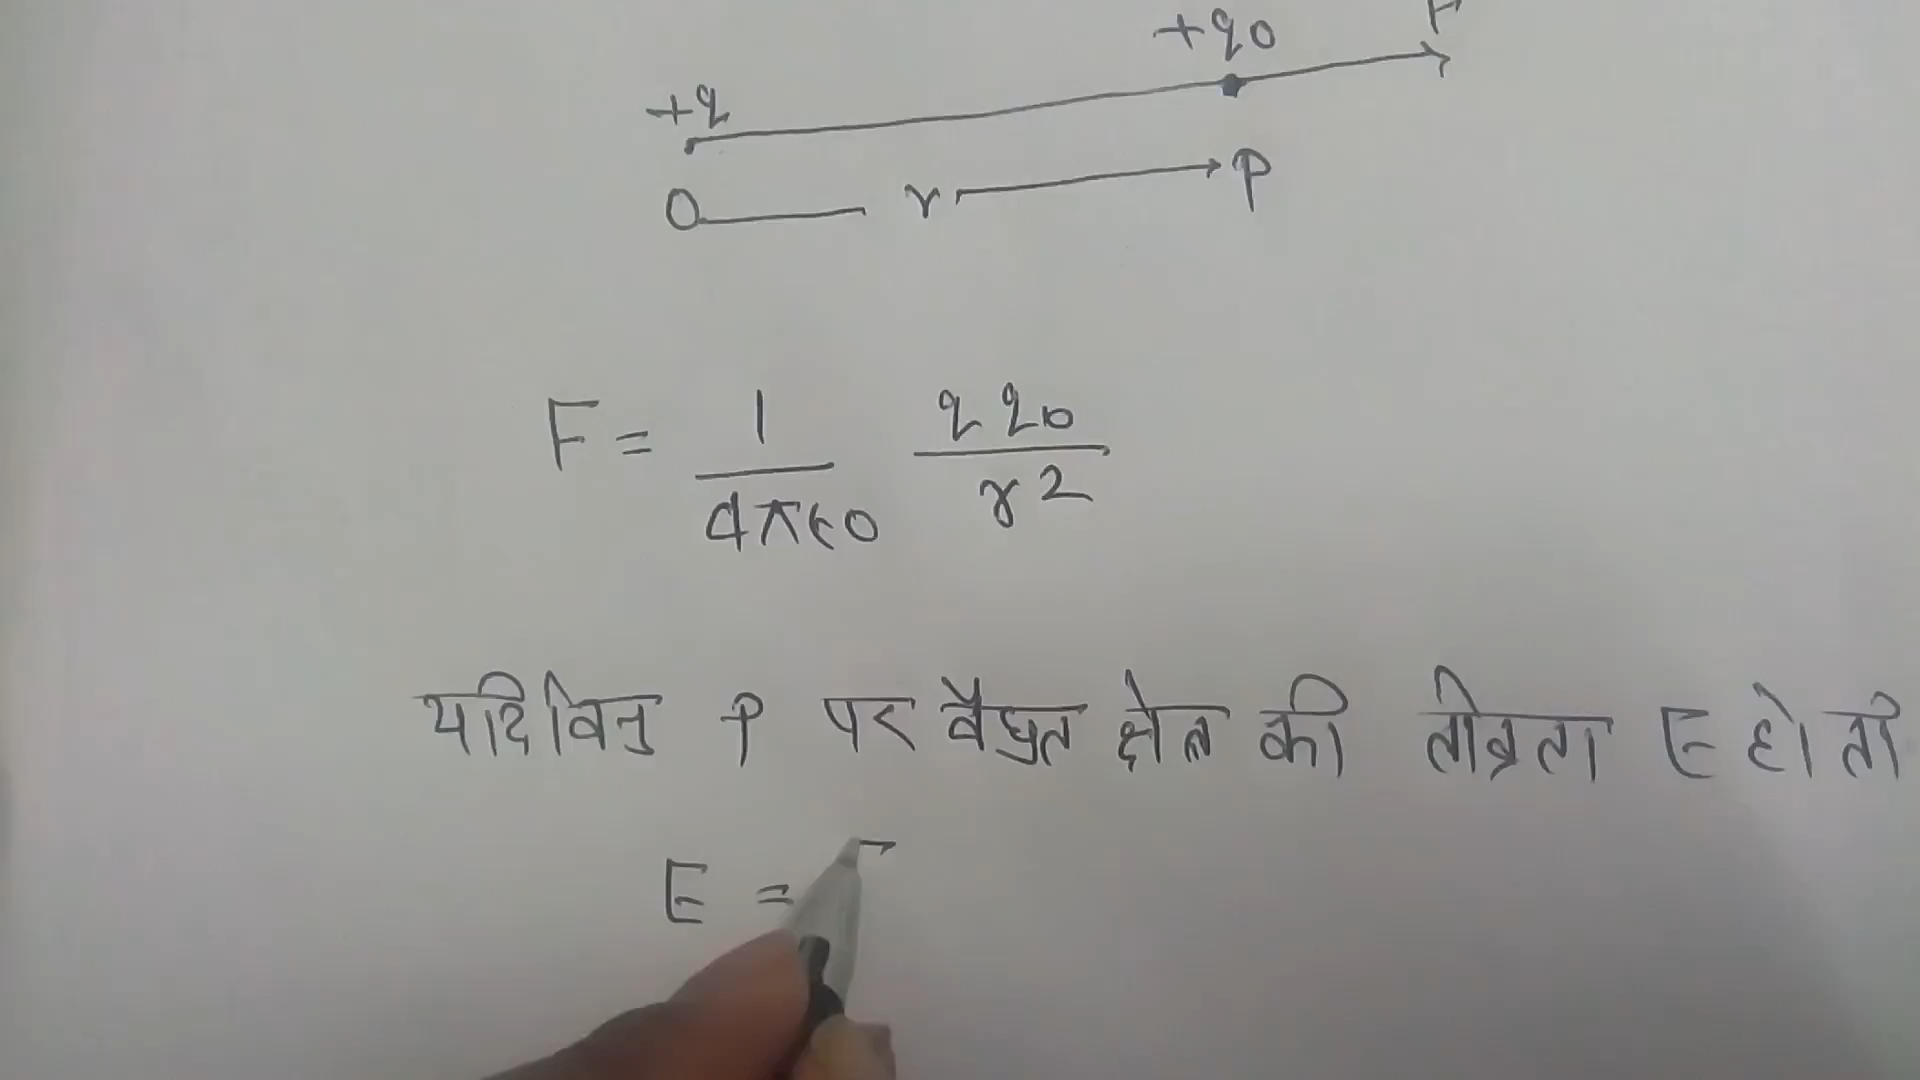 +q +q0 F
O r P
F = 1/4πε0 qq0/r2
यदि विन्दु P पर वैद्युत क्षेत्र की तीव्रता E हो तो
E =